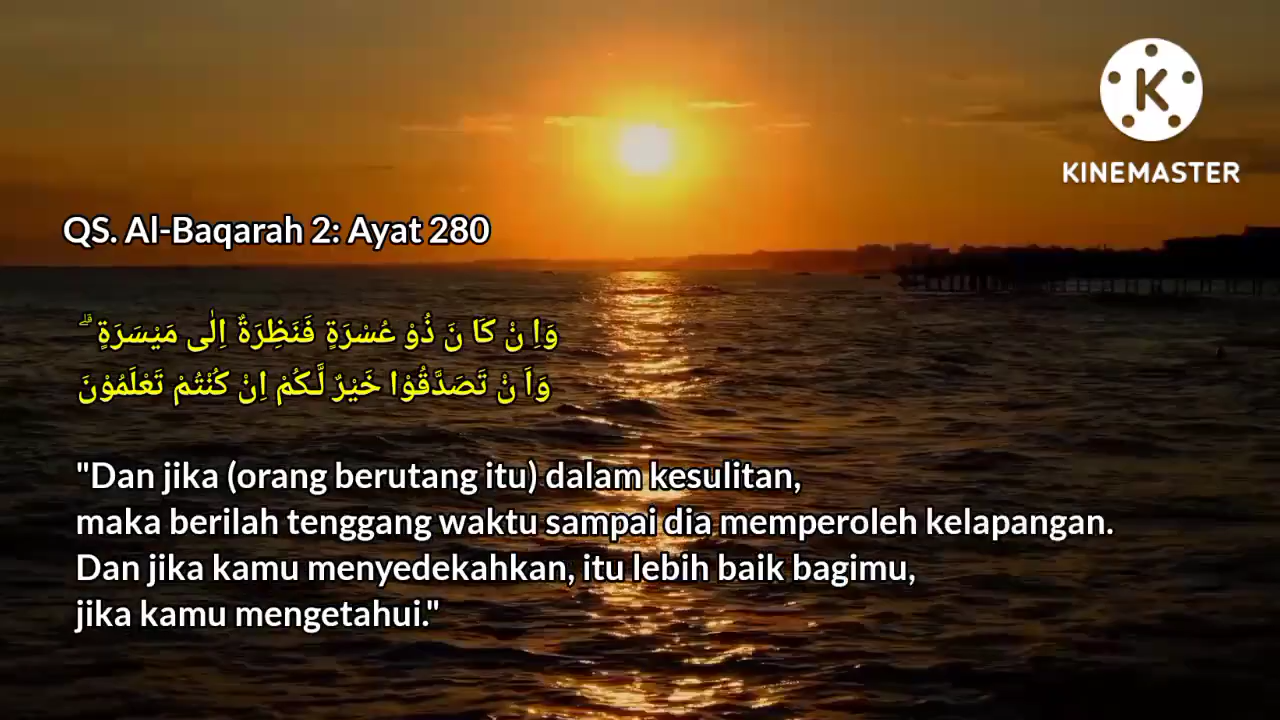 K
KINEMASTER
QS. Al-Baqarah 2: Ayat 280
وَاِ نْ كَا نَ ذُوْ عُسْرَةٍ فَنَظِرَةٌ اِلٰى مَيْسَرَةٍ ۗ
وَاَ نْ تَصَدَّقُوْا خَيْرٌ لَّـكُمْ اِنْ كُنْتُمْ تَعْلَمُوْنَ
"Dan jika (orang berutang itu) dalam kesulitan,
maka berilah tenggang waktu sampai dia memperoleh kelapangan.
Dan jika kamu menyedekahkan, itu lebih baik bagimu,
jika kamu mengetahui."